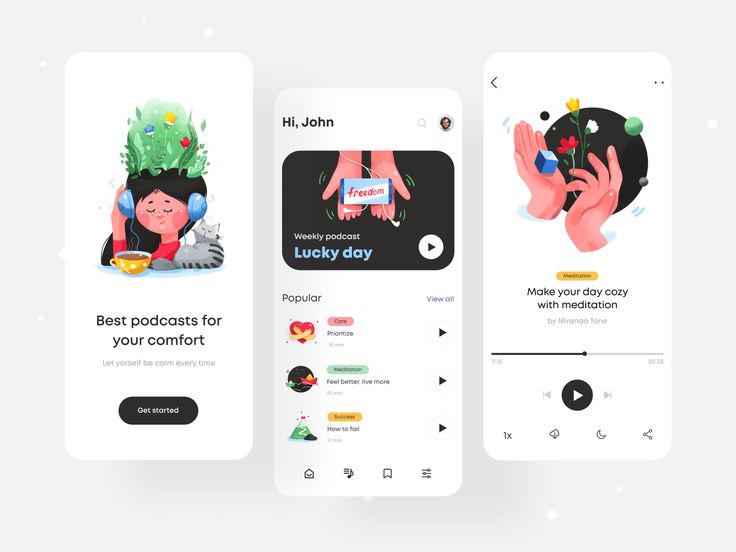 Best podcasts for
your comfort
Let yorself be calm every time
Get started
Hi, John
freedom
Weekly podcast
Lucky day
Popular
View all
Core
Prioritize
10 min
Meditation
Feel better, live more
22 min
Success
How to fail
17 min
Meditation
Make your day cozy
with meditation
by Miranda Tone
11:15
20:30
1x